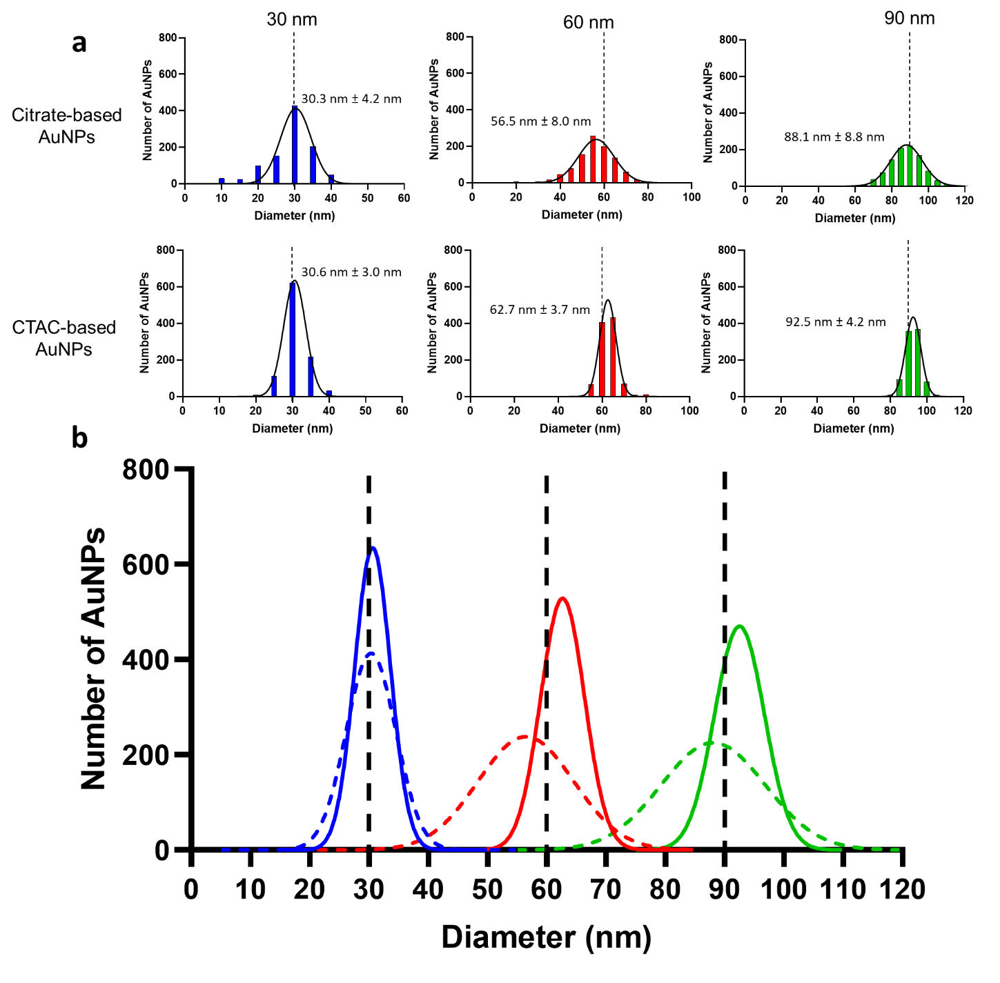 a
30 nm
60 nm
90 nm
Citrate-based
AuNPs
Number of AuNPs
800
600
400
200
0
30.3 nm ± 4.2 nm
0 10 20 30 40 50 60
Diameter (nm)
Number of AuNPs
800
600
400
200
0
56.5 nm ± 8.0 nm
0 20 40 60 80 100
Diameter (nm)
Number of AuNPs
800
600
400
200
0
88.1 nm ± 8.8 nm
0 20 40 60 80 100 120
Diameter (nm)
CTAC-based
AuNPs
Number of AuNPs
800
600
400
200
0
30.6 nm ± 3.0 nm
0 10 20 30 40 50 60
Diameter (nm)
Number of AuNPs
800
600
400
200
0
62.7 nm ± 3.7 nm
0 20 40 60 80 100
Diameter (nm)
Number of AuNPs
800
600
400
200
0
92.5 nm ± 4.2 nm
0 20 40 60 80 100 120
Diameter (nm)
b
Number of AuNPs
800
600
400
200
0
0 10 20 30 40 50 60 70 80 90 100 110 120
Diameter (nm)